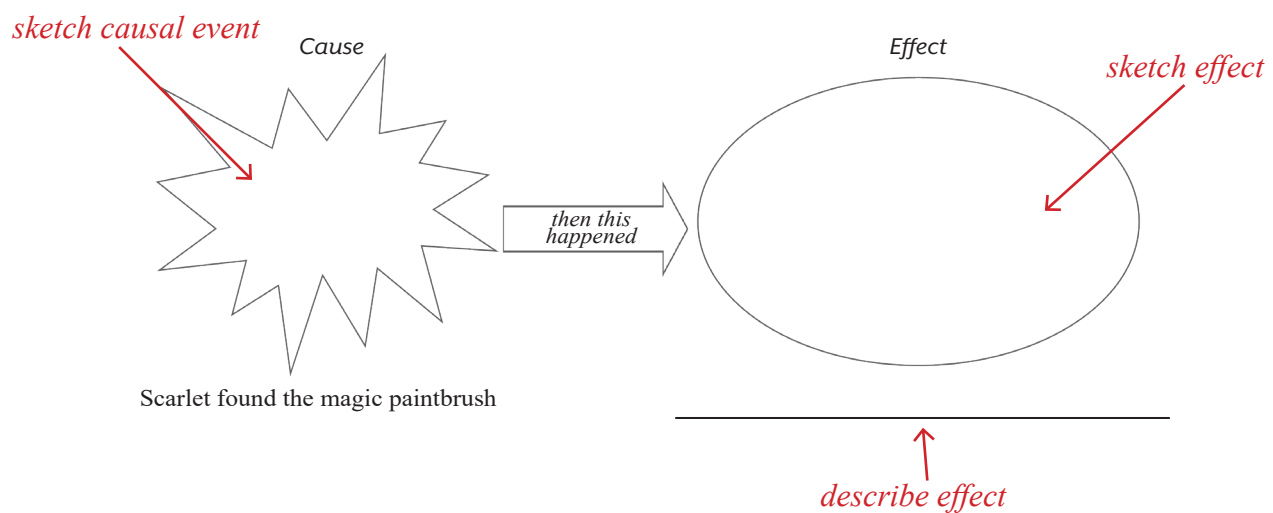 sketch causal event
Cause
Effect
sketch effect
then this
happened
Scarlet found the magic paintbrush
describe effect